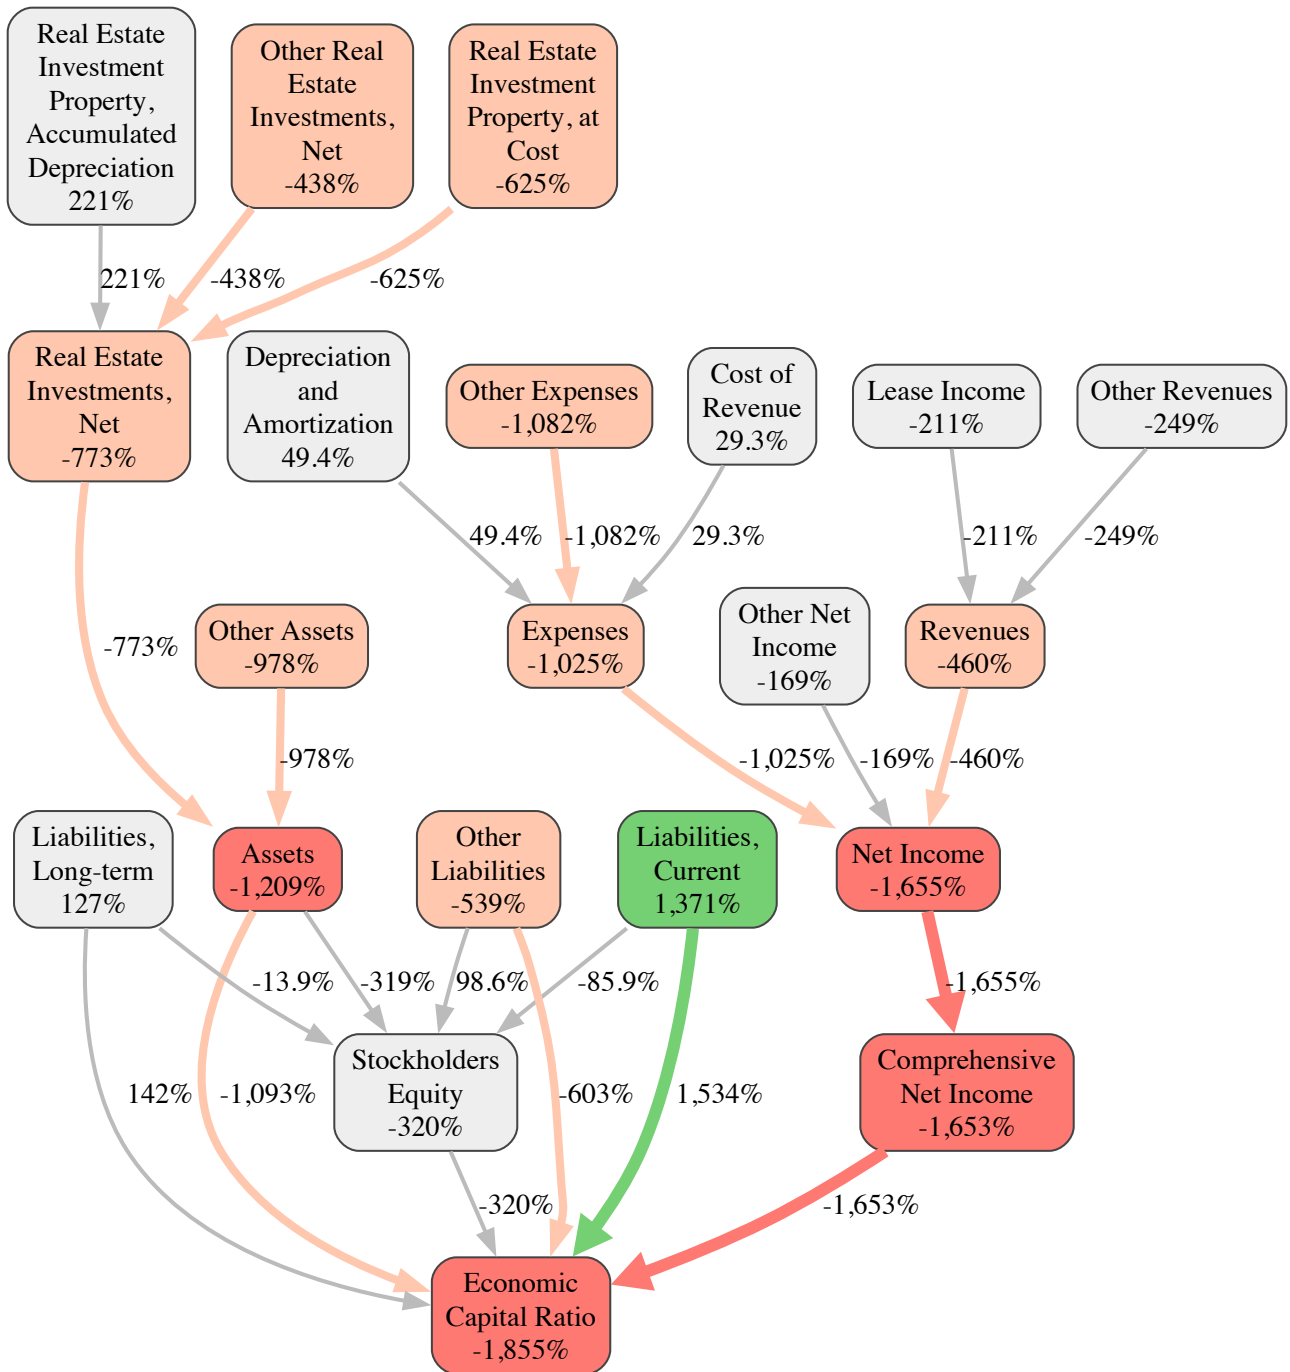 Real Estate
Investment
Property,
Accumulated
Depreciation
221%
Other Real
Estate
Investments,
Net
-438%
Real Estate
Investment
Property, at
Cost
-625%
221%
-438%
-625%
Real Estate
Investments,
Net
-773%
Depreciation
and
Amortization
49.4%
Other Expenses
-1,082%
Cost of
Revenue
29.3%
Lease Income
-211%
Other Revenues
-249%
49.4%
-1,082%
29.3%
-211%
-249%
-773%
Other Assets
-978%
Expenses
-1,025%
Other Net
Income
-169%
Revenues
-460%
-978%
-1,025%
-169%
-460%
Liabilities,
Long-term
127%
Assets
-1,209%
Other
Liabilities
-539%
Liabilities,
Current
1,371%
Net Income
-1,655%
-13.9%
-319%
98.6%
-85.9%
-1,655%
142%
-1,093%
Stockholders
Equity
-320%
-603%
1,534%
Comprehensive
Net Income
-1,653%
-320%
-1,653%
Economic
Capital Ratio
-1,855%